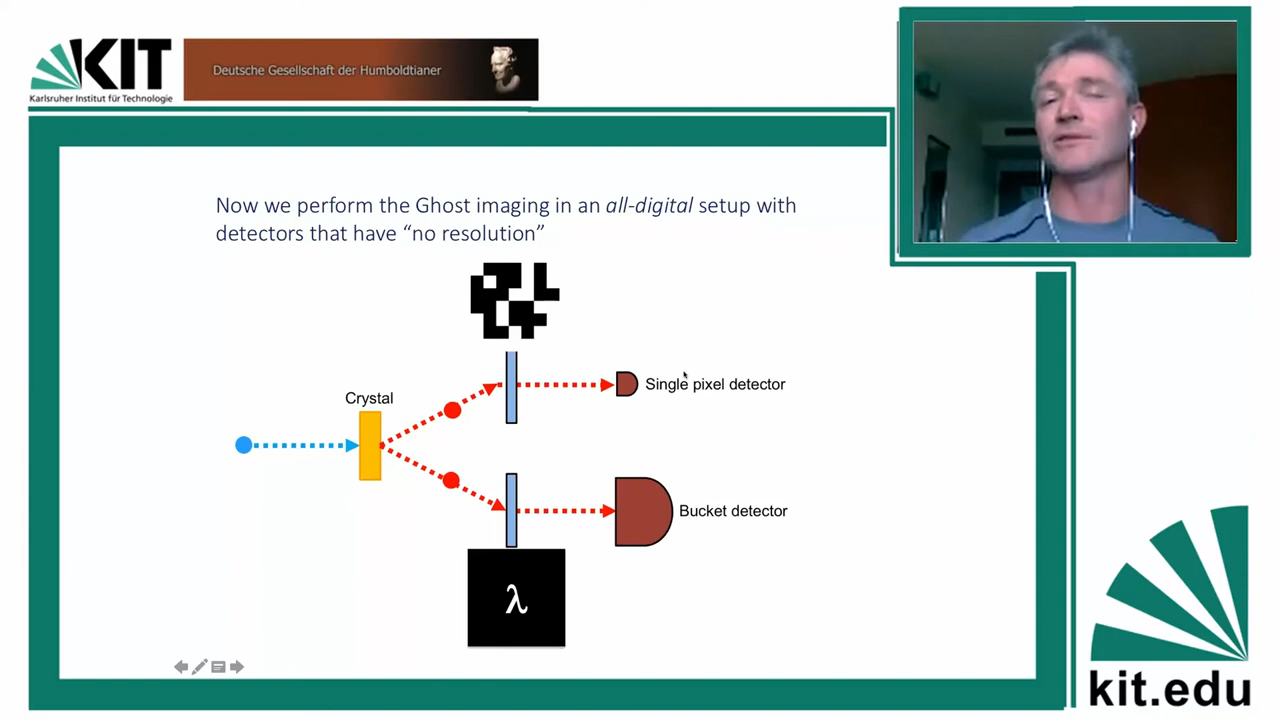 KIT
Karlsruher Institut für Technologie
Deutsche Gesellschaft der Humboldtianer
Now we perform the Ghost imaging in an all-digital setup with
detectors that have “no resolution”
Crystal
Single pixel detector
Bucket detector
λ
kit.edu